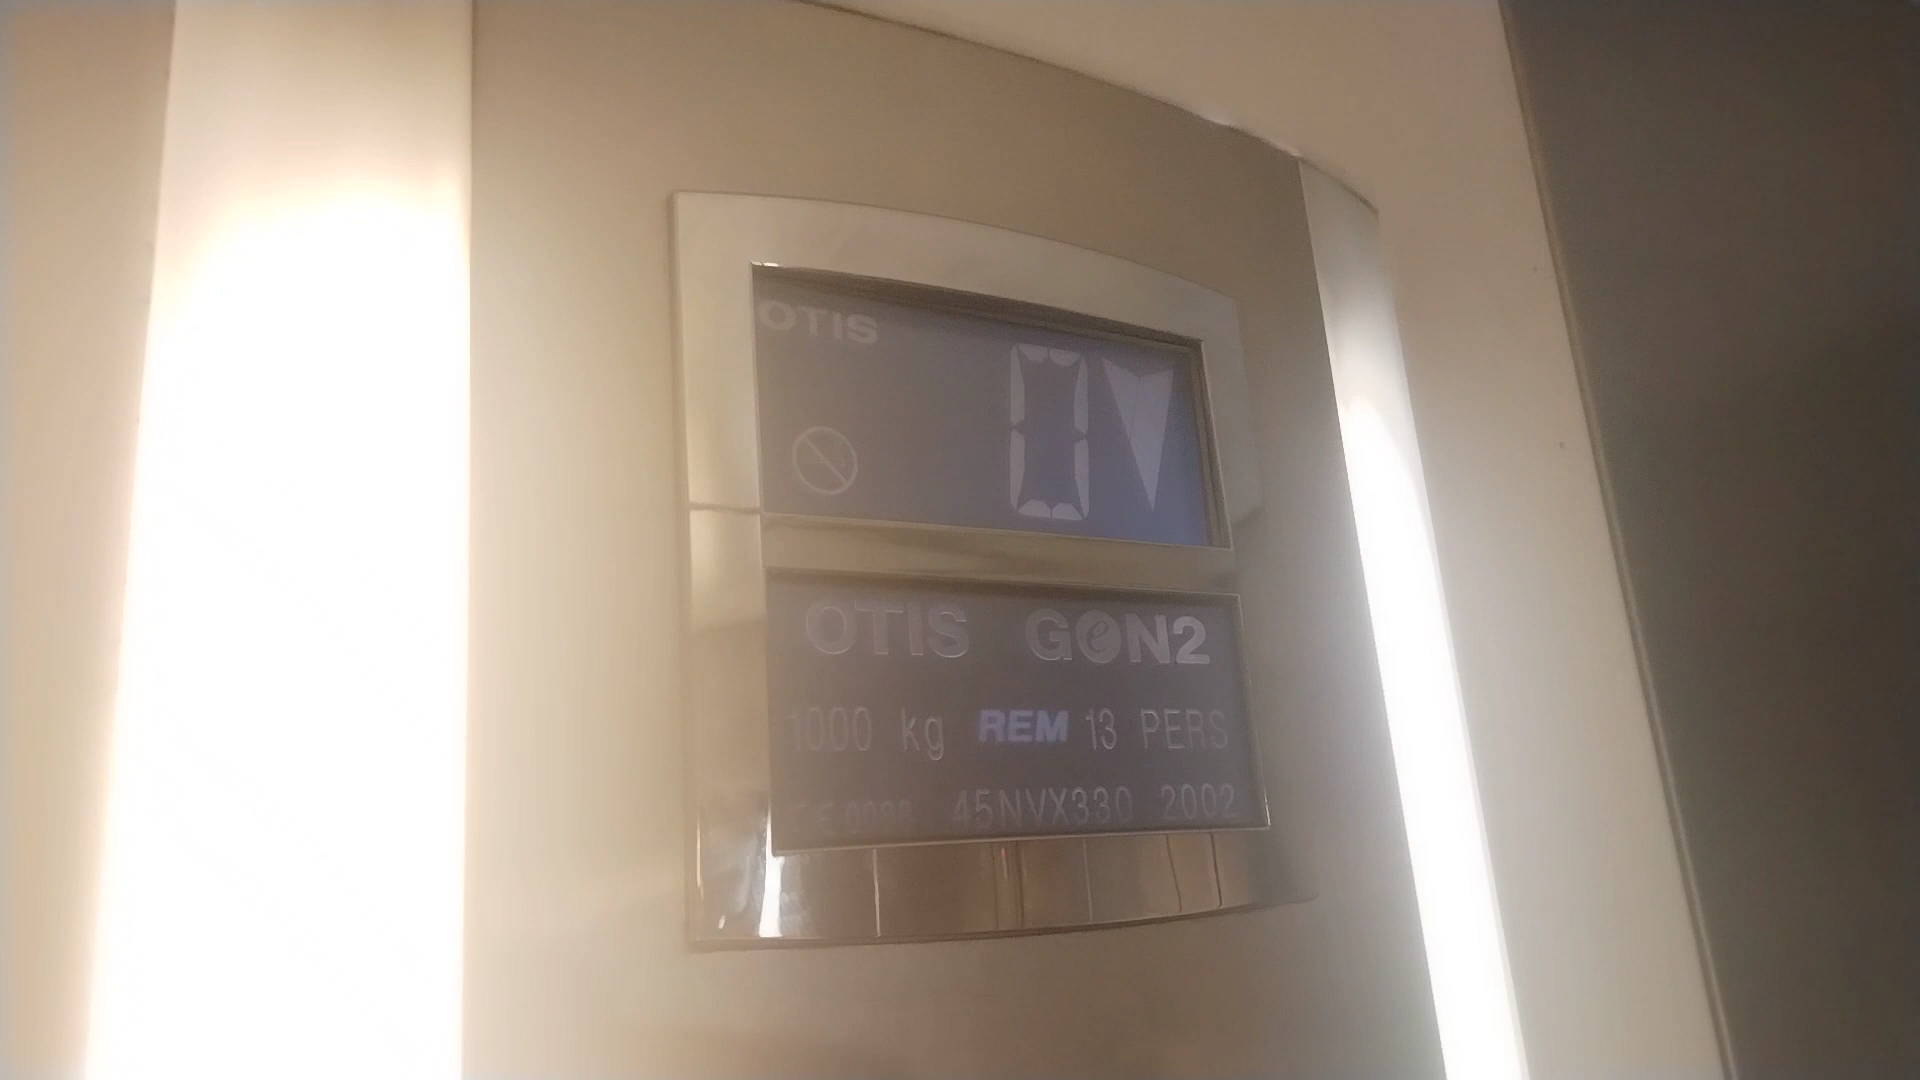 OTIS
0
OTIS GeN2
1000 kg REM 13 PERS
45NVX330 2002